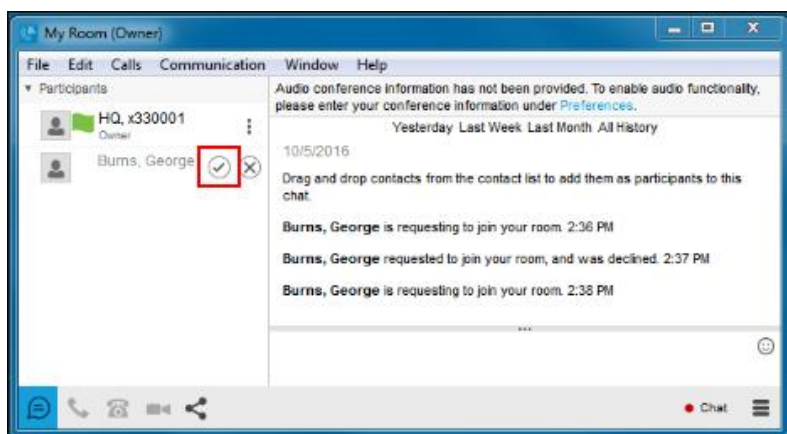 My Room (Owner)
File Edit Calls Communication Window Help
Participants
HQ, x330001
Owner
Burns, George
Audio conference information has not been provided. To enable audio functionality,
please enter your conference information under Preferences.
Yesterday Last Week Last Month All History
10/5/2016
Drag and drop contacts from the contact list to add them as participants to this
chat.
Burns, George is requesting to join your room. 2:36 PM
Burns, George requested to join your room, and was declined. 2:37 PM
Burns, George is requesting to join your room. 2:38 PM
Chat